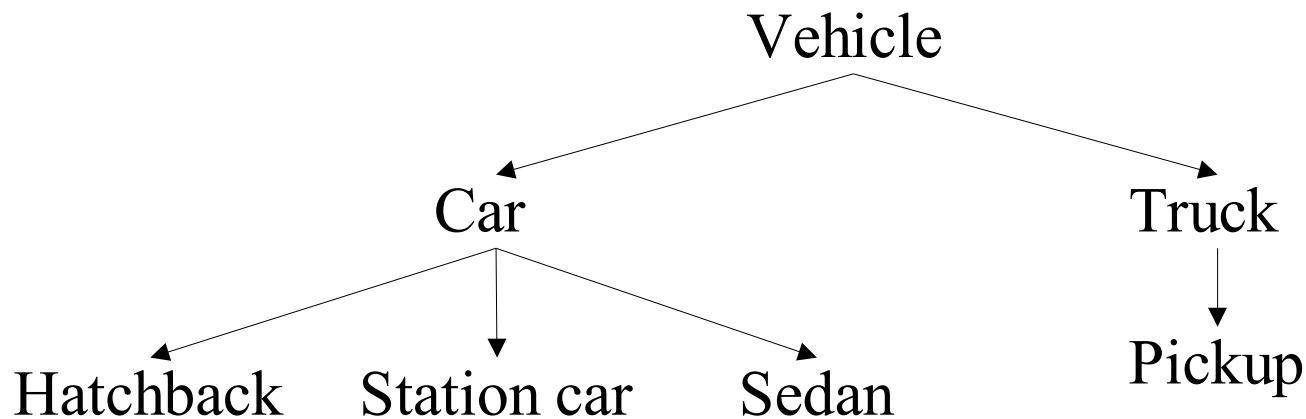 Vehicle
Car
Truck
Hatchback
Station car
Sedan
Pickup